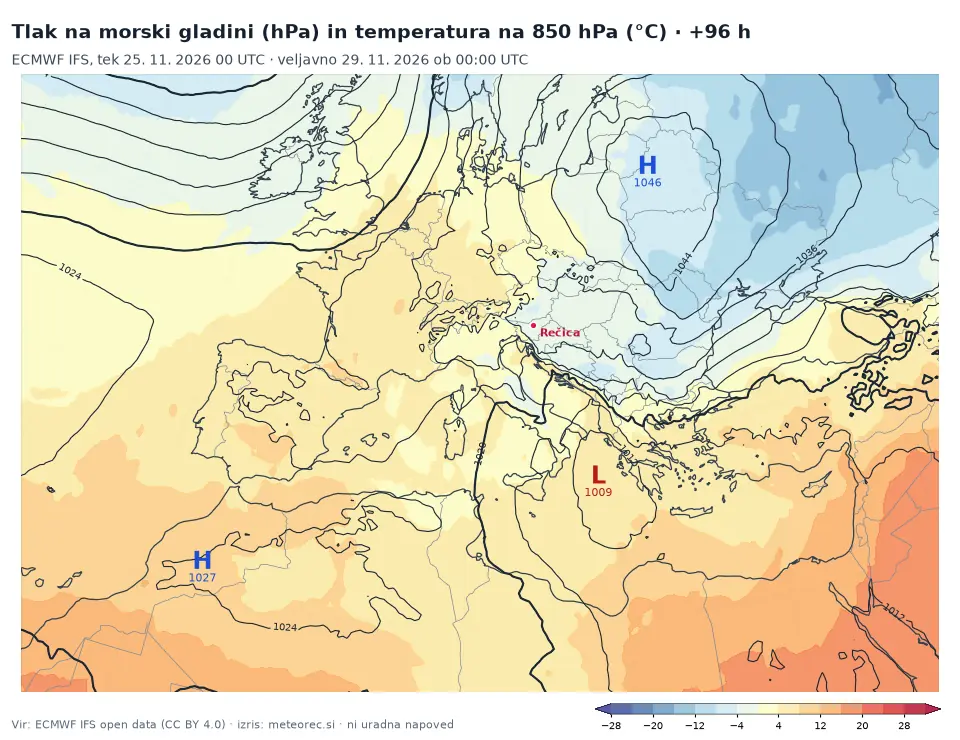 Tlak na morski gladini (hPa) in temperatura na 850 hPa (°C) · +96 h
ECMWF IFS, tek 25. 11. 2026 00 UTC · veljavno 29. 11. 2026 ob 00:00 UTC
H
1046
1036
1044
1024
Rečica
1020
L
1009
H
1027
1012
1024
−28 −20 −12 −4 4 12 20 28
Vir: ECMWF IFS open data (CC BY 4.0) · izris: meteorec.si · ni uradna napoved